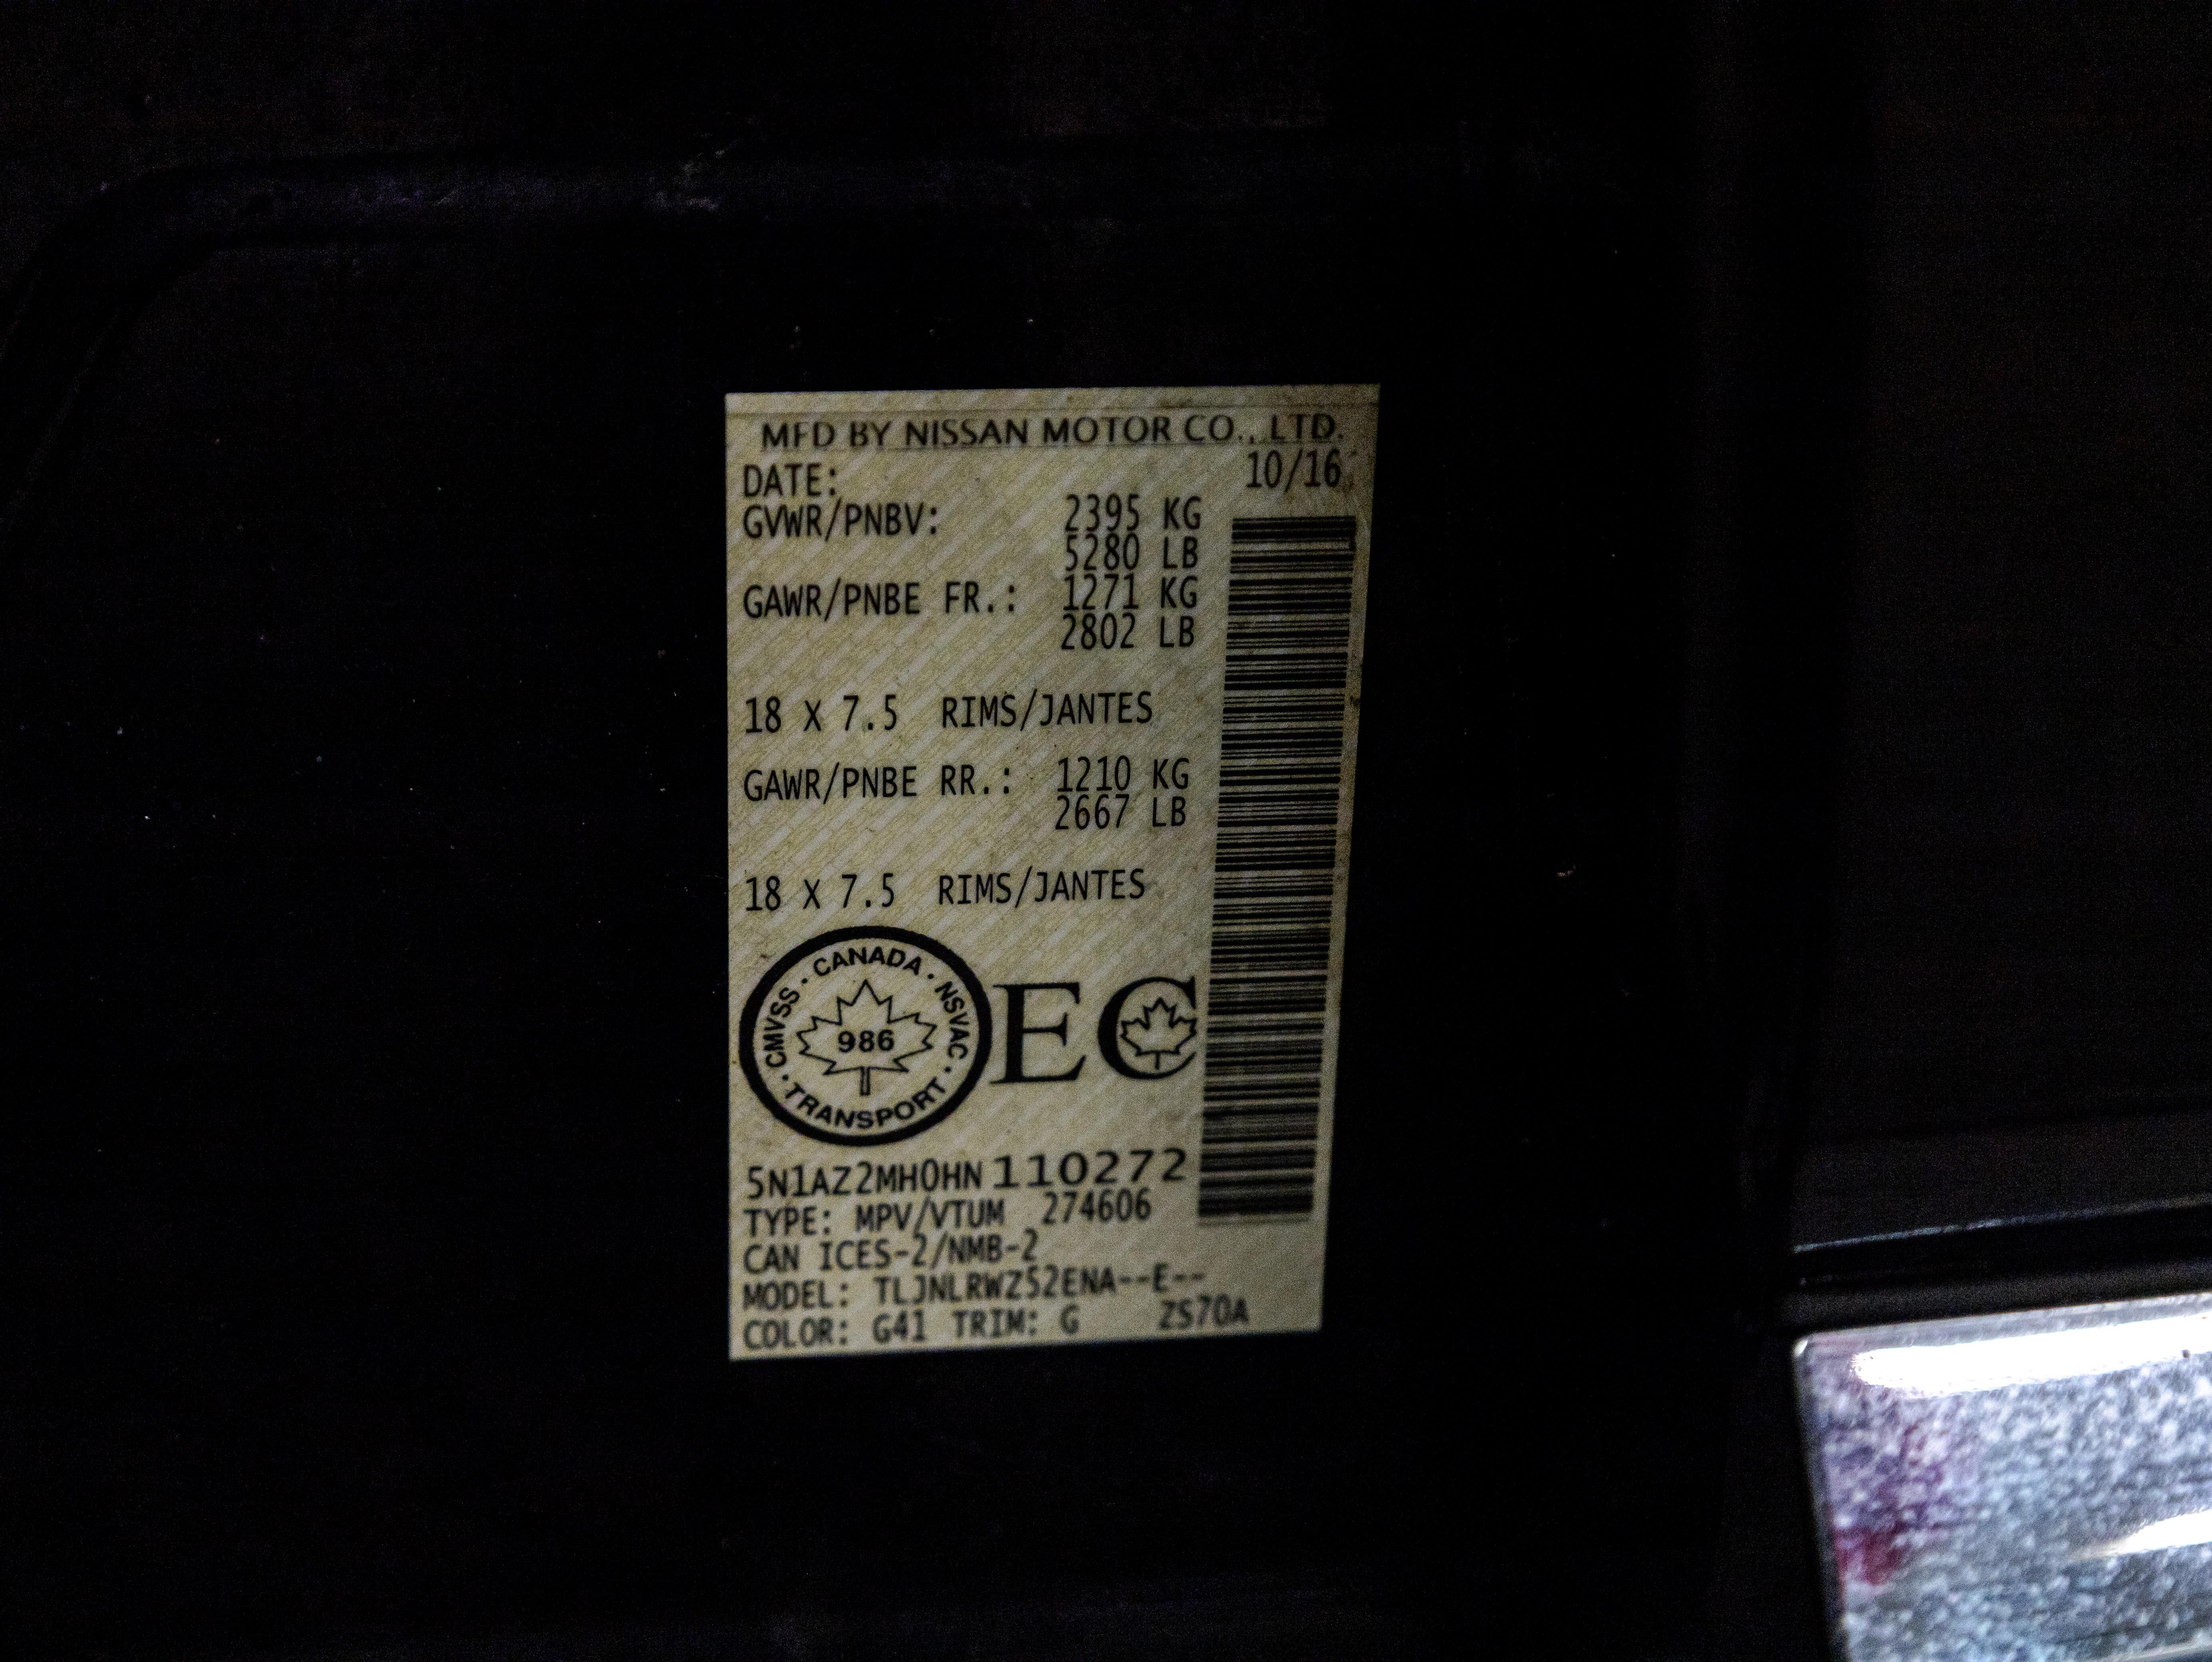 MFD BY NISSAN MOTOR CO., LTD.
DATE: 10/16
GVWR/PNBV: 2395 KG
5280 LB
GAWR/PNBE FR.: 1271 KG
2802 LB
18 X 7.5 RIMS/JANTES
GAWR/PNBE RR.: 1210 KG
2667 LB
18 X 7.5 RIMS/JANTES
CMVSS · CANADA · NSVAC · TRANSPORT ·
986
EC
5N1AZ2MH0HN110272
TYPE: MPV/VTUM 274606
CAN ICES-2/NMB-2
MODEL: TLJNLRWZ52ENA--E--
COLOR: G41 TRIM: G ZS70A